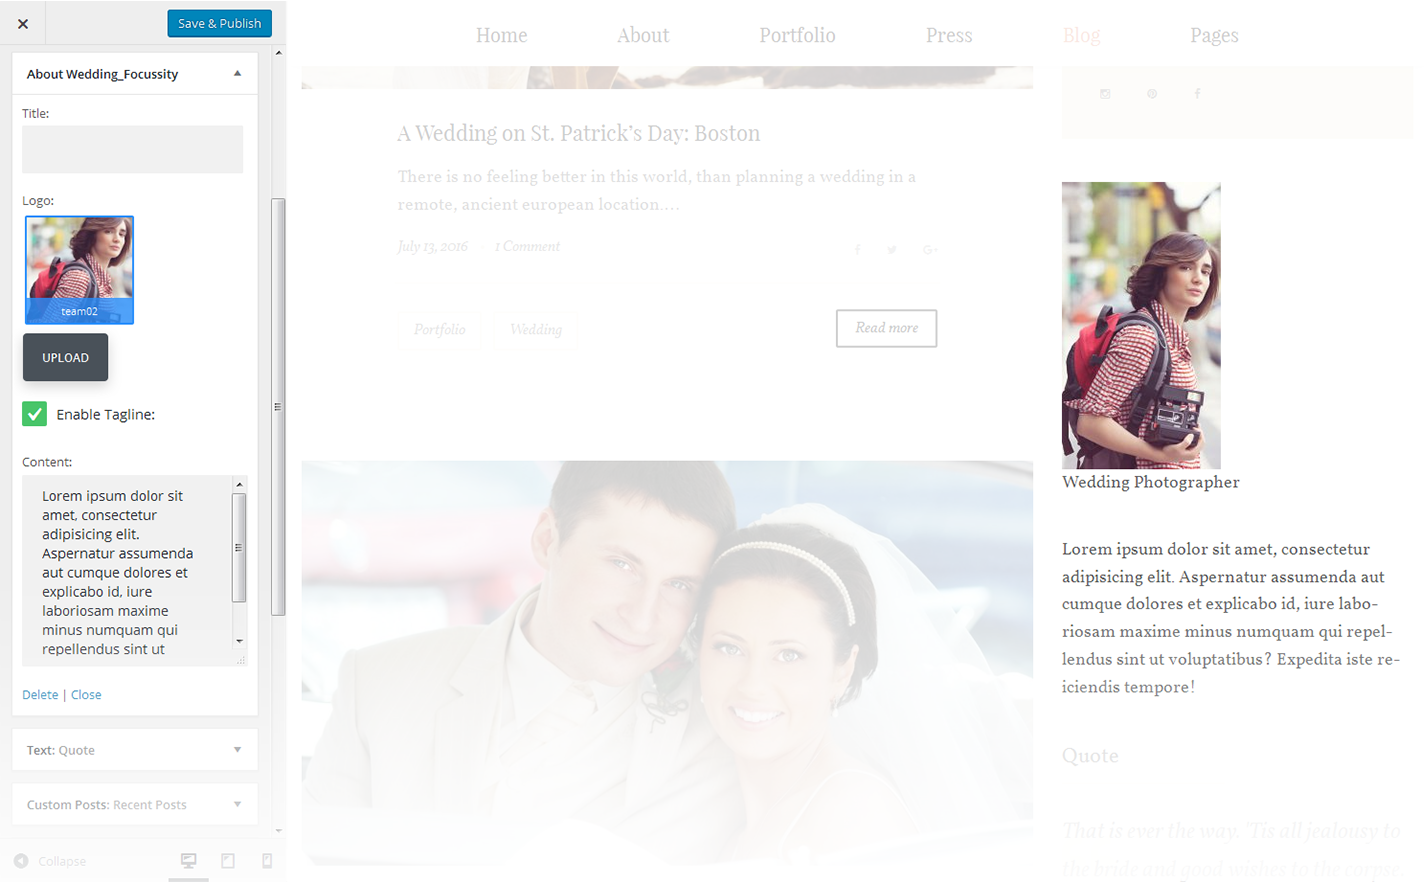 Save & Publish
About Wedding_Focussity
Title:
Logo:
team02
UPLOAD
Enable Tagline:
Content:
Lorem ipsum dolor sit
amet, consectetur
adipisicing elit.
Aspernatur assumenda
aut cumque dolores et
explicabo id, iure
laboriosam maxime
minus numquam qui
repellendus sint ut
Delete | Close
Text: Quote
Custom Posts: Recent Posts
Collapse
Home About Portfolio Press Blog Pages
A Wedding on St. Patrick's Day: Boston
There is no feeling better in this world, than planning a wedding in a
remote, ancient european location....
July 13, 2016 1 Comment
Portfolio Wedding
Read more
Wedding Photographer
Lorem ipsum dolor sit amet, consectetur
adipisicing elit. Aspernatur assumenda aut
cumque dolores et explicabo id, iure labo-
riosam maxime minus numquam qui repel-
lendus sint ut voluptatibus? Expedita iste re-
iciendis tempore!
Quote
That is ever the way. 'Tis all jealousy to
the bride and good wishes to the corpse